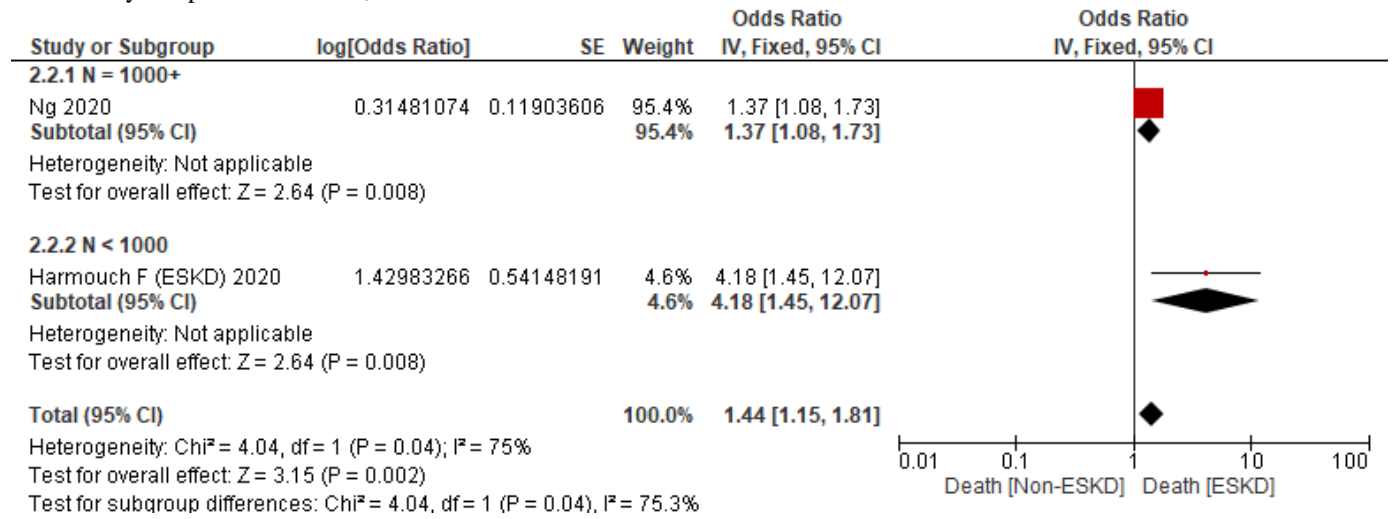 Odds Ratio Odds Ratio
Study or Subgroup log[Odds Ratio] SE Weight IV, Fixed, 95% CI IV, Fixed, 95% CI
2.2.1 N = 1000+
Ng 2020 0.31481074 0.11903606 95.4% 1.37 [1.08, 1.73]
Subtotal (95% CI) 95.4% 1.37 [1.08, 1.73]
Heterogeneity: Not applicable
Test for overall effect: Z = 2.64 (P = 0.008)
2.2.2 N < 1000
Harmouch F (ESKD) 2020 1.42983266 0.54148191 4.6% 4.18 [1.45, 12.07]
Subtotal (95% CI) 4.6% 4.18 [1.45, 12.07]
Heterogeneity: Not applicable
Test for overall effect: Z = 2.64 (P = 0.008)
Total (95% CI) 100.0% 1.44 [1.15, 1.81]
Heterogeneity: Chi² = 4.04, df = 1 (P = 0.04); I² = 75%
Test for overall effect: Z = 3.15 (P = 0.002)
Test for subgroup differences: Chi² = 4.04, df = 1 (P = 0.04), I² = 75.3%
0.01 0.1 1 10 100
Death [Non-ESKD] Death [ESKD]